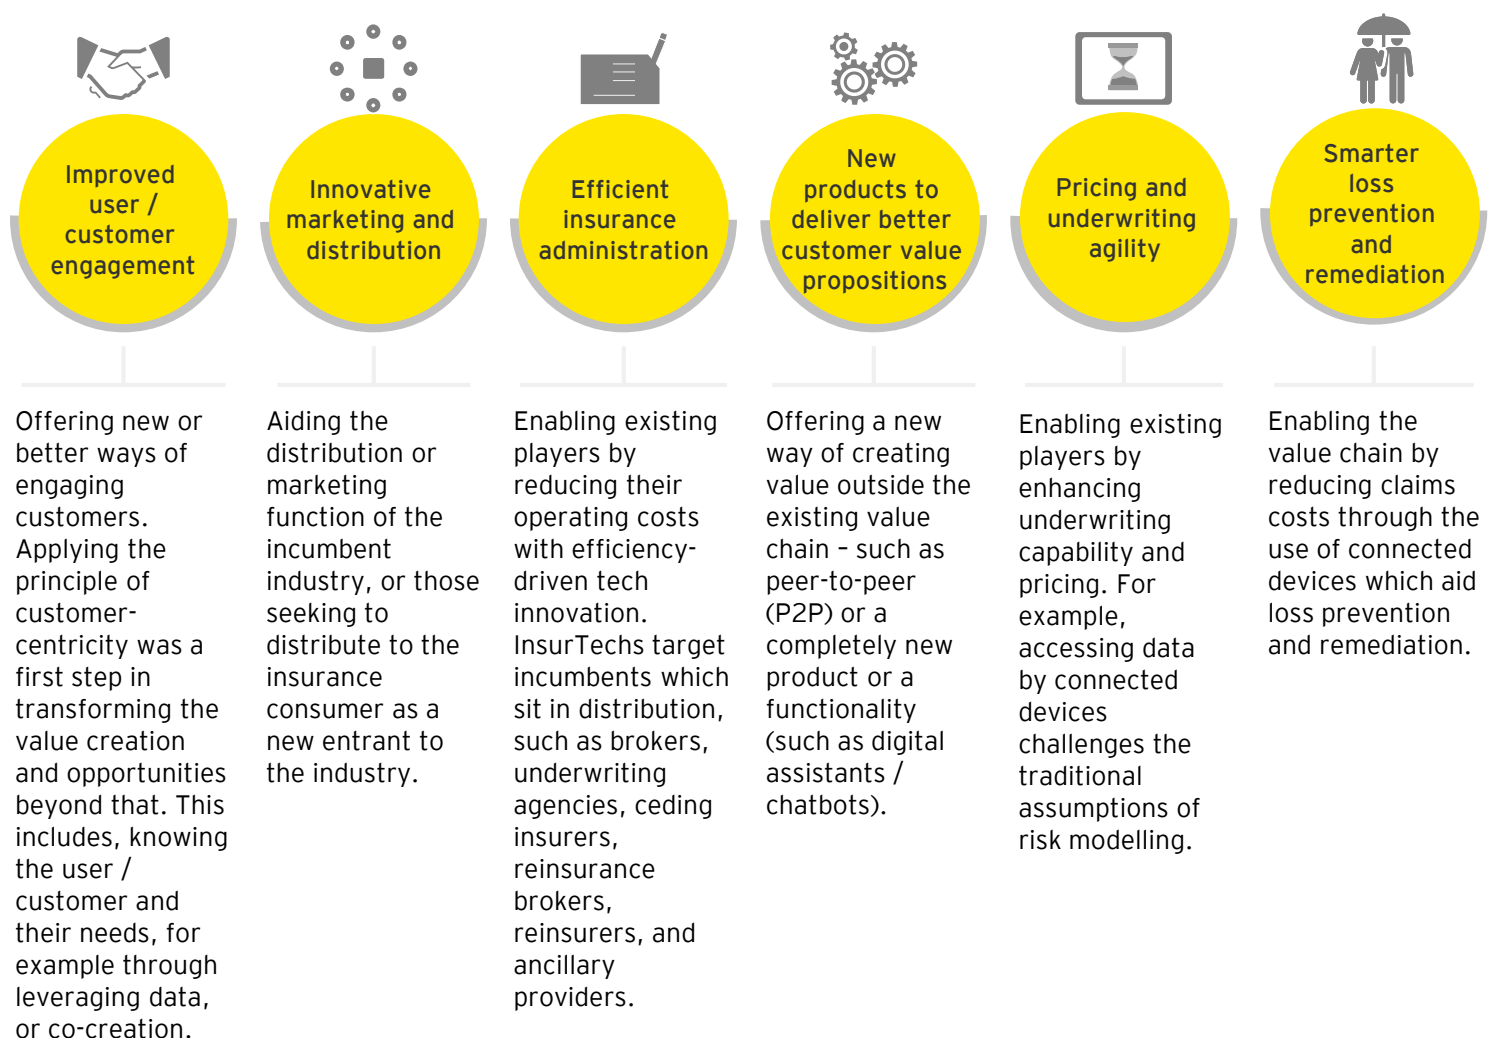 Improved
user /
customer
engagement
Innovative
marketing and
distribution
Efficient
insurance
administration
New
products to
deliver better
customer value
propositions
Pricing and
underwriting
agility
Smarter
loss
prevention
and
remediation
Offering new or
better ways of
engaging
customers.
Applying the
principle of
customer-
centricity was a
first step in
transforming the
value creation
and opportunities
beyond that. This
includes, knowing
the user /
customer and
their needs, for
example through
leveraging data,
or co-creation.
Aiding the
distribution or
marketing
function of the
incumbent
industry, or those
seeking to
distribute to the
insurance
consumer as a
new entrant to
the industry.
Enabling existing
players by
reducing their
operating costs
with efficiency-
driven tech
innovation.
InsurTechs target
incumbents which
sit in distribution,
such as brokers,
underwriting
agencies, ceding
insurers,
reinsurance
brokers,
reinsurers, and
ancillary
providers.
Offering a new
way of creating
value outside the
existing value
chain – such as
peer-to-peer
(P2P) or a
completely new
product or a
functionality
(such as digital
assistants /
chatbots).
Enabling existing
players by
enhancing
underwriting
capability and
pricing. For
example,
accessing data
by connected
devices
challenges the
traditional
assumptions of
risk modelling.
Enabling the
value chain by
reducing claims
costs through the
use of connected
devices which aid
loss prevention
and remediation.